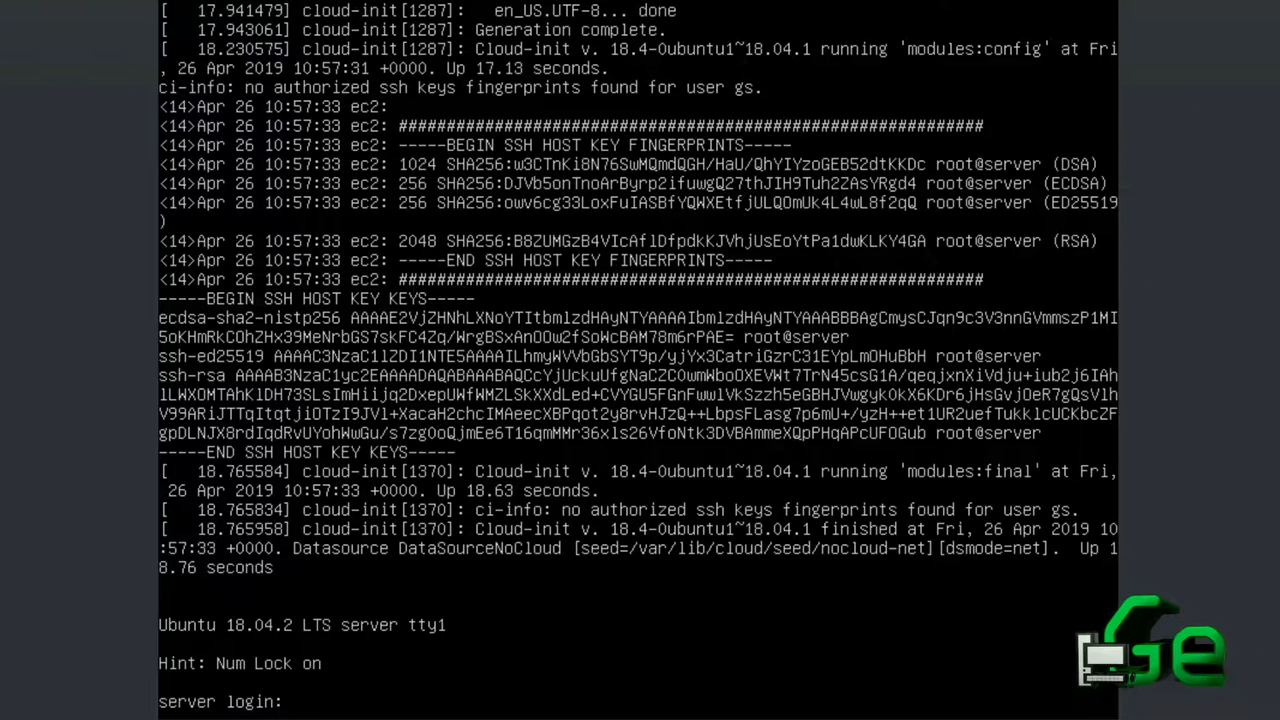 [   17.941479] cloud-init[1287]:   en_US.UTF-8... done
[   17.943061] cloud-init[1287]: Generation complete.
[   18.230575] cloud-init[1287]: Cloud-init v. 18.4-0ubuntu1~18.04.1 running 'modules:config' at Fri
, 26 Apr 2019 10:57:31 +0000. Up 17.13 seconds.
ci-info: no authorized ssh keys fingerprints found for user gs.
<14>Apr 26 10:57:33 ec2:
<14>Apr 26 10:57:33 ec2: #############################################################
<14>Apr 26 10:57:33 ec2: -----BEGIN SSH HOST KEY FINGERPRINTS-----
<14>Apr 26 10:57:33 ec2: 1024 SHA256:w3CTnKi8N76SwMQmdQGH/HaU/QhYIYzoGEB52dtKKDc root@server (DSA)
<14>Apr 26 10:57:33 ec2: 256 SHA256:DJVb5onTnoArByrp2ifuwgQ27thJIH9Tuh2ZAsYRgd4 root@server (ECDSA)
<14>Apr 26 10:57:33 ec2: 256 SHA256:owv6cg33LoxFuIASBfYQWXEtfjULQOmUk4L4wL8f2qQ root@server (ED25519
)
<14>Apr 26 10:57:33 ec2: 2048 SHA256:B8ZUMGzB4VIcAflDfpdkKJVhjUsEoYtPa1dwKLKY4GA root@server (RSA)
<14>Apr 26 10:57:33 ec2: -----END SSH HOST KEY FINGERPRINTS-----
<14>Apr 26 10:57:33 ec2: #############################################################
-----BEGIN SSH HOST KEY KEYS-----
ecdsa-sha2-nistp256 AAAAE2VjZHNhLXNoYTItbmlzdHAyNTYAAAAIbmlzdHAyNTYAAABBBAgCmysCJqn9c3V3nnGVmmszP1MI
5oKHmRkCOhZHx39MeNrbGS7skFC42q/WrgBSxAnOOw2fSoWcBAM78m6rPAE= root@server
ssh-ed25519 AAAAC3NzaC1lZDI1NTE5AAAAILhmyWVVbGbSYT9p/yjYx3CatriGzrC31EYpLmOHuBbH root@server
ssh-rsa AAAAB3NzaC1yc2EAAAADAQABAAABAQCcYjUckuUfgNaCZC0wmWboOXEVWt7TrN45csG1A/qeqjxnXiVdju+iub2j6IAh
lLWXOMTAhKlDH73SLsImHiijq2DxepUWfWMZLSkXXdLed+CVYGU5FGnFwwlVkSzzh5eGBHJVwgyk0KX6KDr6jHsGvjOeR7gQsVlh
V99ARiJTTqItqtjiOTzI9JVl+XacaH2chcIMAeecXBPqot2y8rvHJzQ++LbpsFLasg7p6mU+/yzH++et1UR2uefTukklcUCKbcZF
gpDLNJX8rdIqdRvUYohWwGu/s7zg0oQjmEe6T16qmMMr36xls26VfoNtk3DVBAmmeXQpPHqAPcUFOGub root@server
-----END SSH HOST KEY KEYS-----
[   18.765584] cloud-init[1370]: Cloud-init v. 18.4-0ubuntu1~18.04.1 running 'modules:final' at Fri,
 26 Apr 2019 10:57:33 +0000. Up 18.63 seconds.
[   18.765834] cloud-init[1370]: ci-info: no authorized ssh keys fingerprints found for user gs.
[   18.765958] cloud-init[1370]: Cloud-init v. 18.4-0ubuntu1~18.04.1 finished at Fri, 26 Apr 2019 10
:57:33 +0000. Datasource DataSourceNoCloud [seed=/var/lib/cloud/seed/nocloud-net][dsmode=net].  Up 1
8.76 seconds
Ubuntu 18.04.2 LTS server tty1
Hint: Num Lock on
server login:
Ge